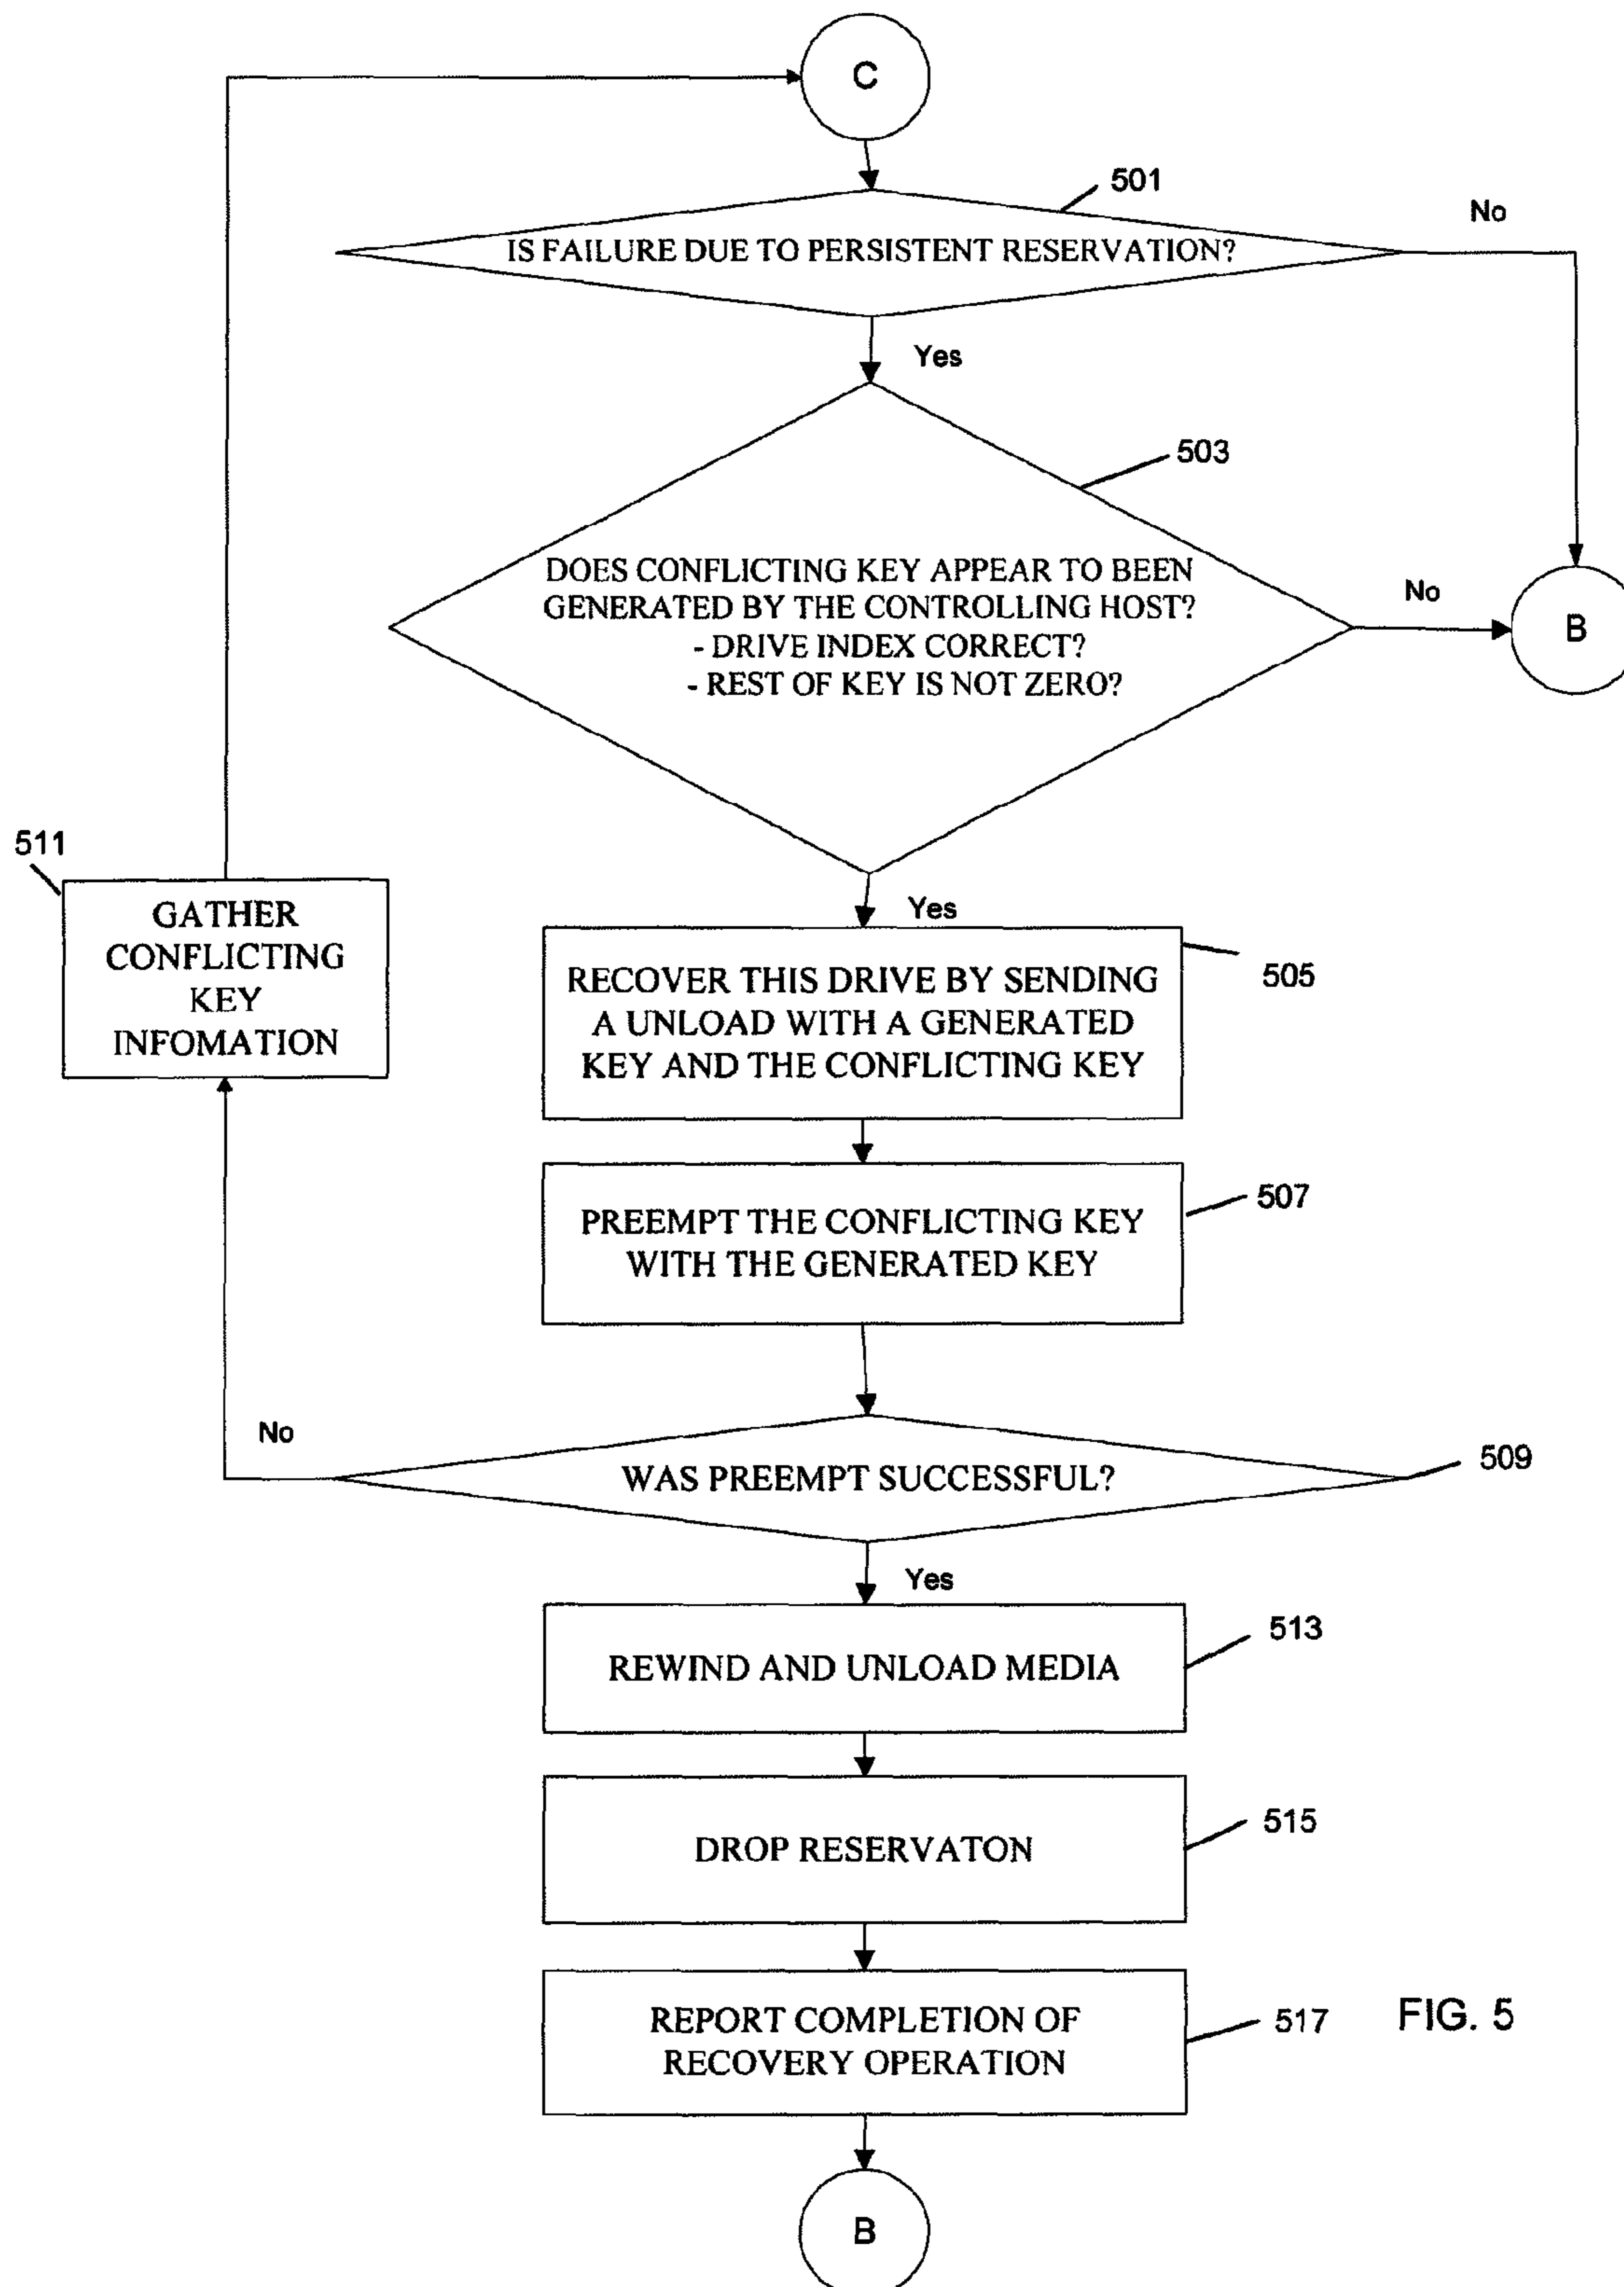 C
501
No
IS FAILURE DUE TO PERSISTENT RESERVATION?
Yes
503
DOES CONFLICTING KEY APPEAR TO BEEN
GENERATED BY THE CONTROLLING HOST?
- DRIVE INDEX CORRECT?
- REST OF KEY IS NOT ZERO?
No
B
511
GATHER
CONFLICTING
KEY
INFOMATION
Yes
505
RECOVER THIS DRIVE BY SENDING
A UNLOAD WITH A GENERATED
KEY AND THE CONFLICTING KEY
507
PREEMPT THE CONFLICTING KEY
WITH THE GENERATED KEY
No
WAS PREEMPT SUCCESSFUL?
509
Yes
513
REWIND AND UNLOAD MEDIA
515
DROP RESERVATON
REPORT COMPLETION OF
RECOVERY OPERATION
517
FIG. 5
B